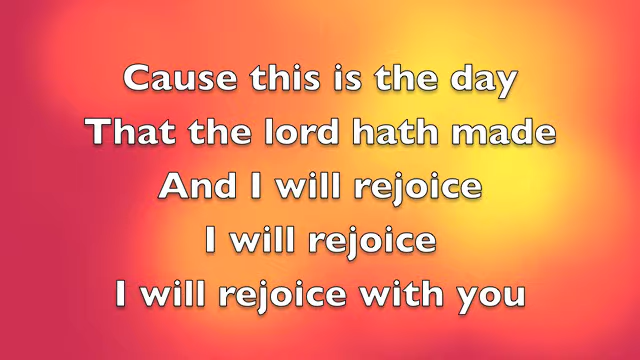 Cause this is the day
That the lord hath made
And I will rejoice
I will rejoice
I will rejoice with you